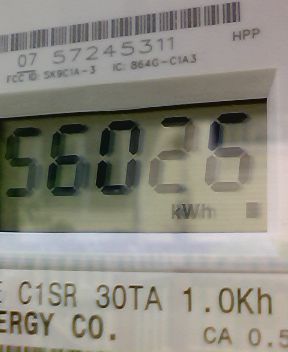 07 57245311
HPP
FCC ID: SK9C1A-3 IC: 864G-C1A3
56026
kWh
E C1SR 30TA 1.0Kh
ERGY CO.
CA 0.5